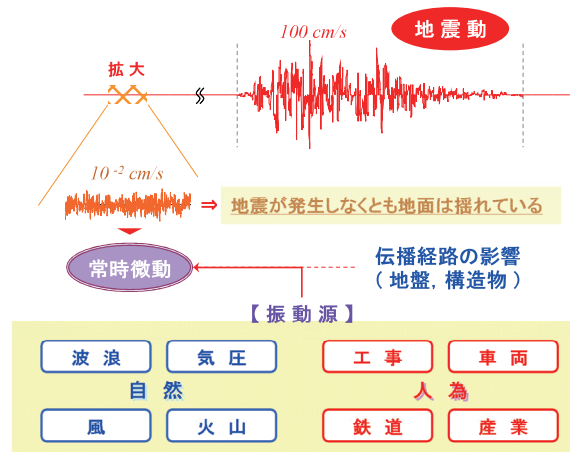 100 cm/s
地震動
拡大
10⁻² cm/s
⇒ 地震が発生しなくとも地面は揺れている
常時微動
伝播経路の影響
( 地盤, 構造物 )
【振動源】
波浪 気圧 工事 車両
自然 人為
風 火山 鉄道 産業